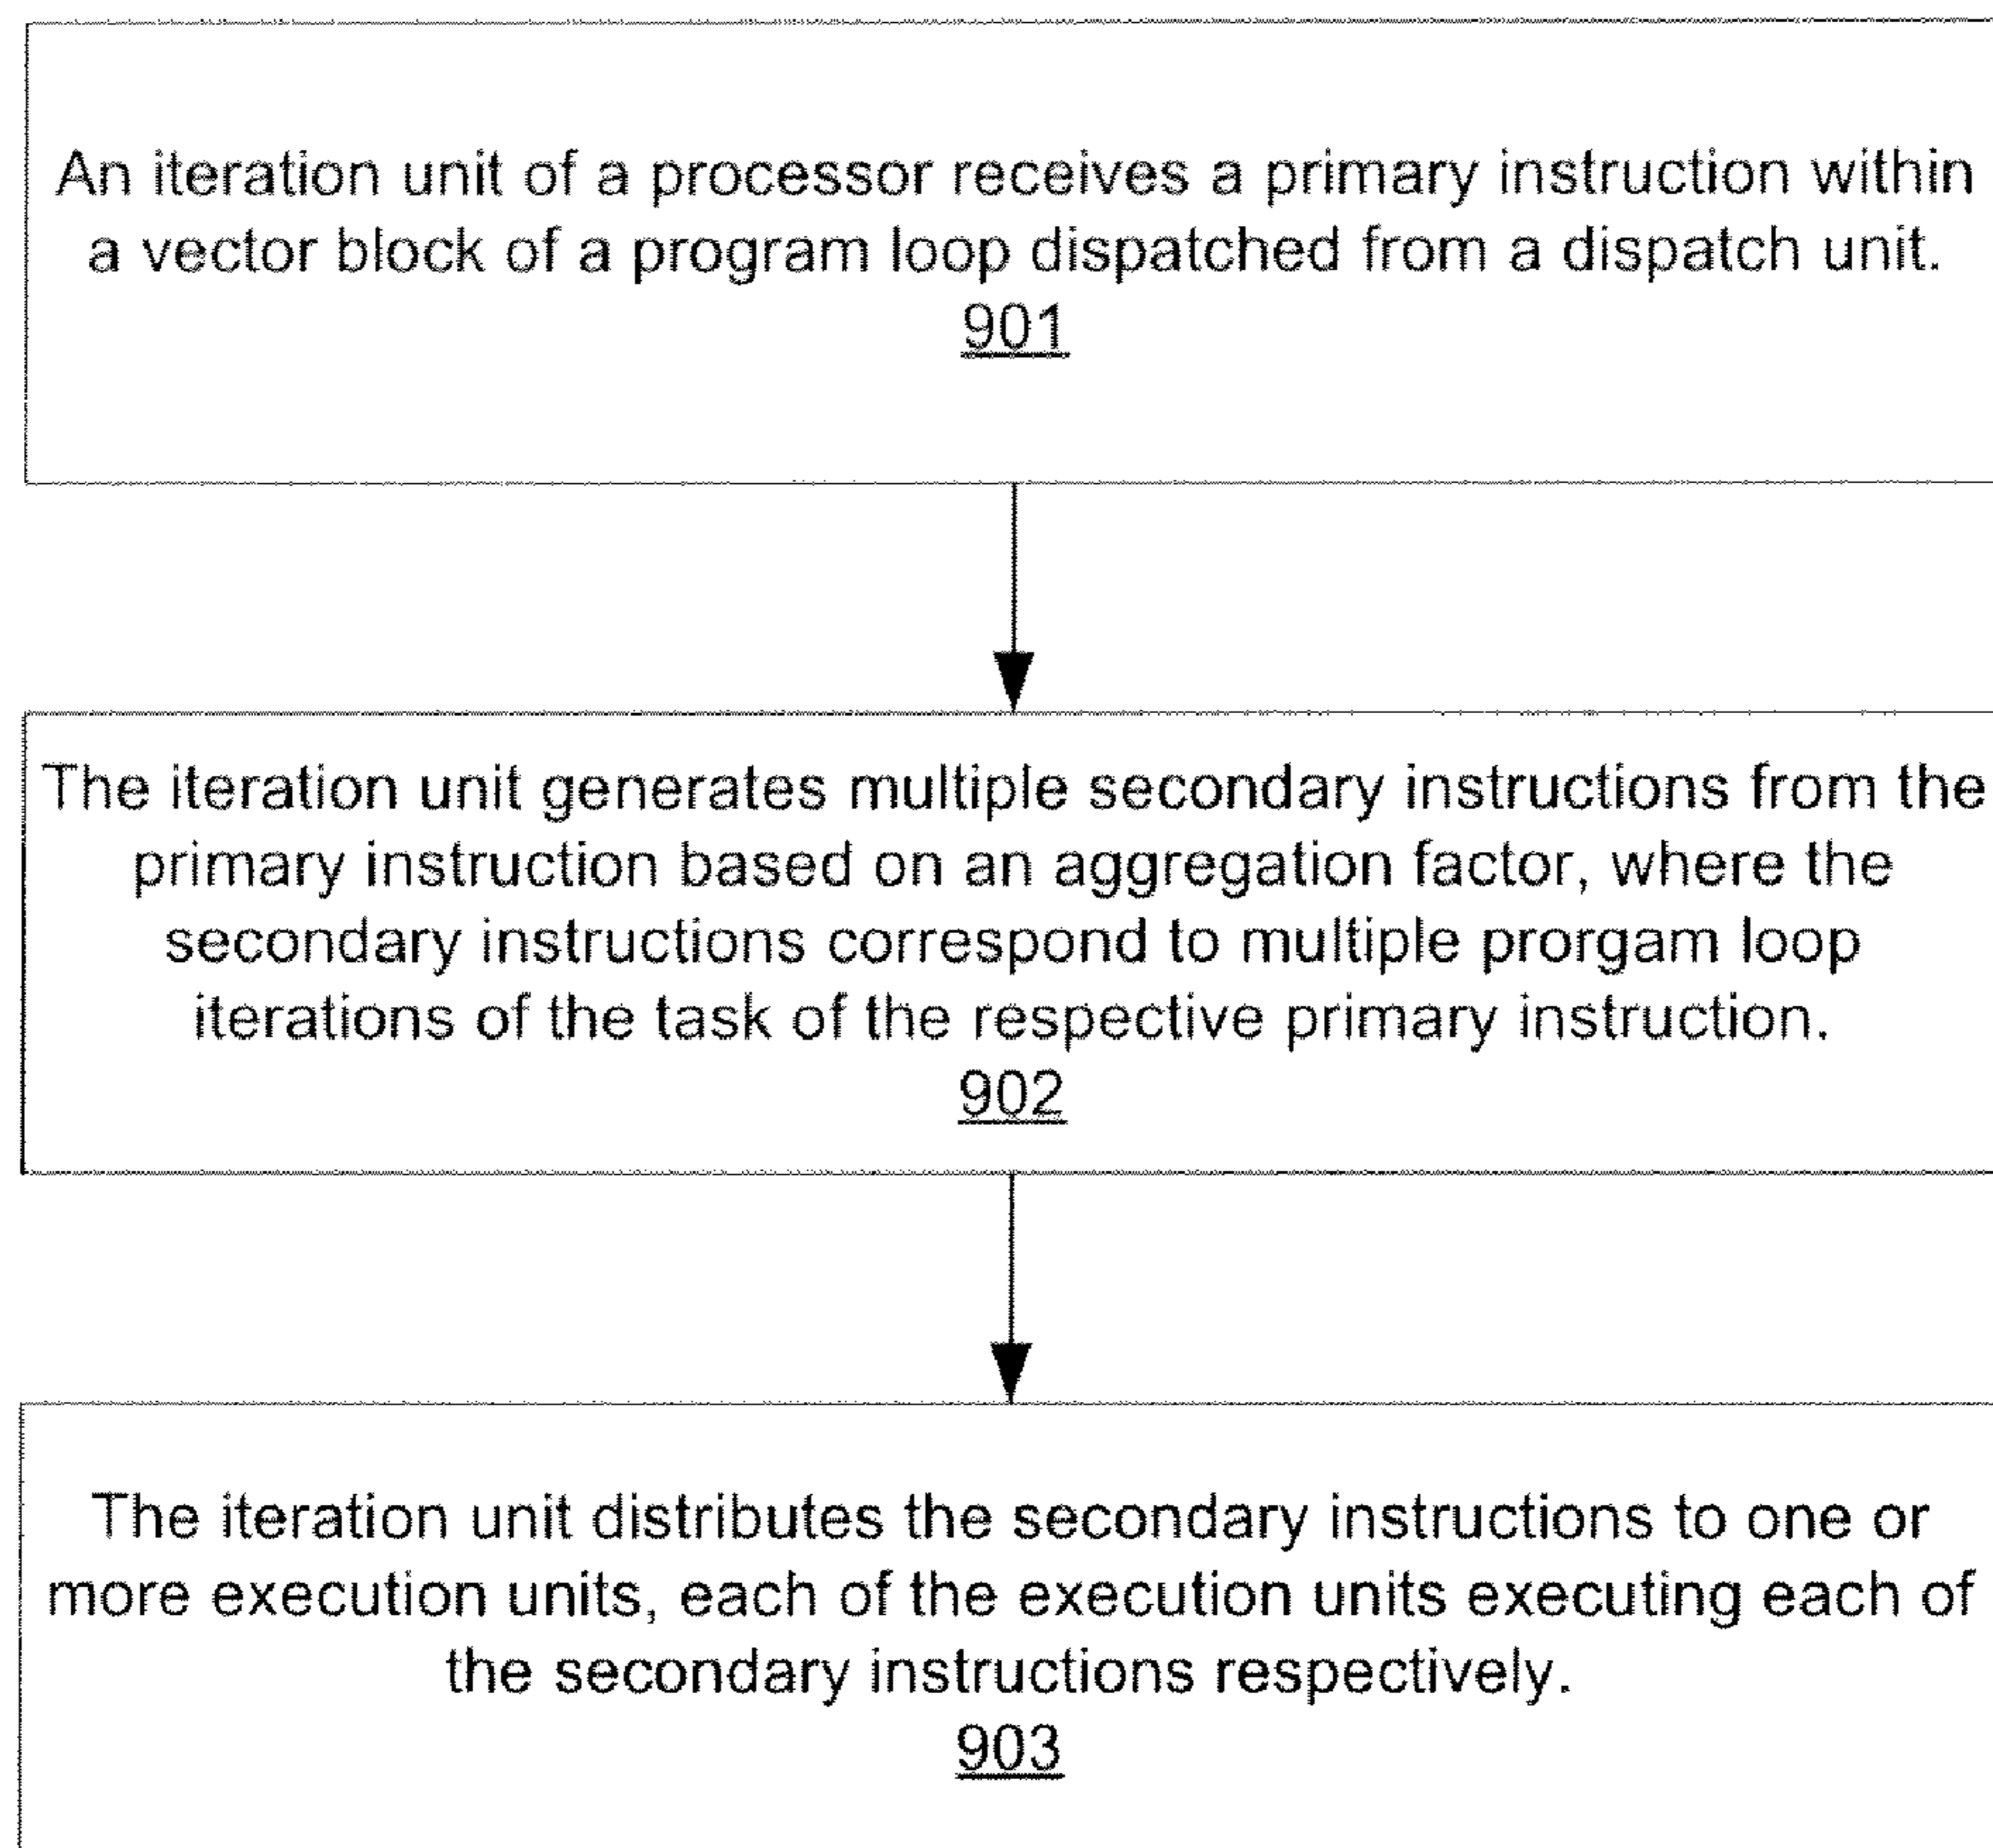 An iteration unit of a processor receives a primary instruction within
a vector block of a program loop dispatched from a dispatch unit.
901
The iteration unit generates multiple secondary instructions from the
primary instruction based on an aggregation factor, where the
secondary instructions correspond to multiple prorgam loop
iterations of the task of the respective primary instruction.
902
The iteration unit distributes the secondary instructions to one or
more execution units, each of the execution units executing each of
the secondary instructions respectively.
903